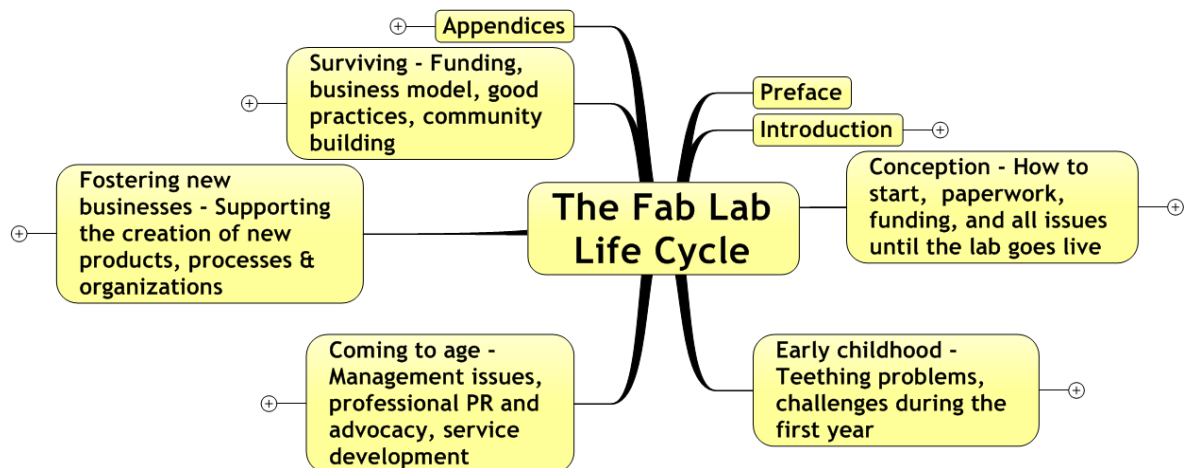 Appendices
Surviving - Funding,
business model, good
practices, community
building
Fostering new
businesses - Supporting
the creation of new
products, processes &
organizations
Coming to age -
Management issues,
professional PR and
advocacy, service
development
The Fab Lab
Life Cycle
Preface
Introduction
Conception - How to
start,  paperwork,
funding, and all issues
until the lab goes live
Early childhood -
Teething problems,
challenges during the
first year